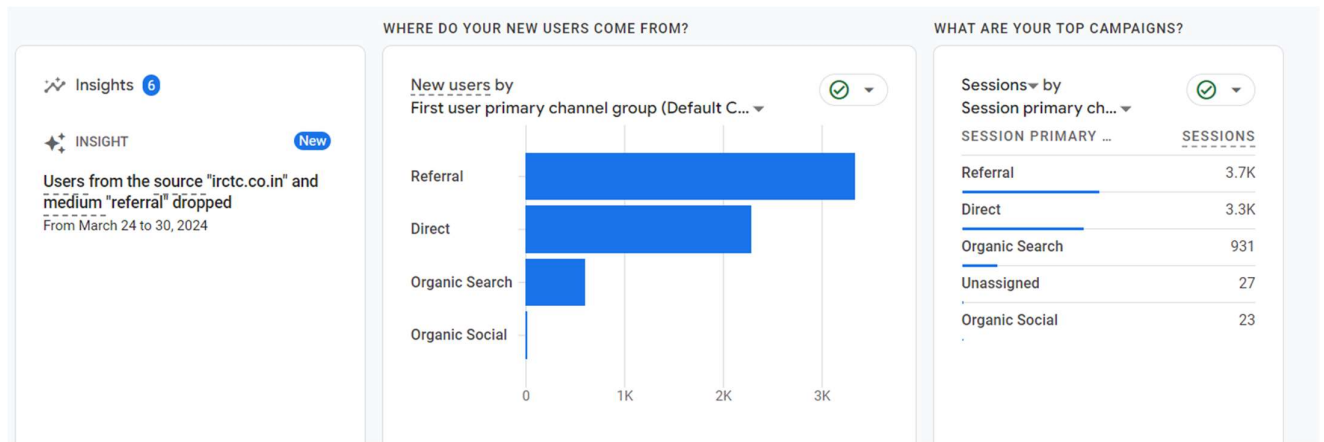 WHERE DO YOUR NEW USERS COME FROM?
WHAT ARE YOUR TOP CAMPAIGNS?
Insights 6
INSIGHT New
Users from the source "irctc.co.in" and
medium "referral" dropped
From March 24 to 30, 2024
New users by
First user primary channel group (Default C...
Referral
Direct
Organic Search
Organic Social
0 1K 2K 3K
Sessions by
Session primary ch...
SESSION PRIMARY ... SESSIONS
Referral 3.7K
Direct 3.3K
Organic Search 931
Unassigned 27
Organic Social 23